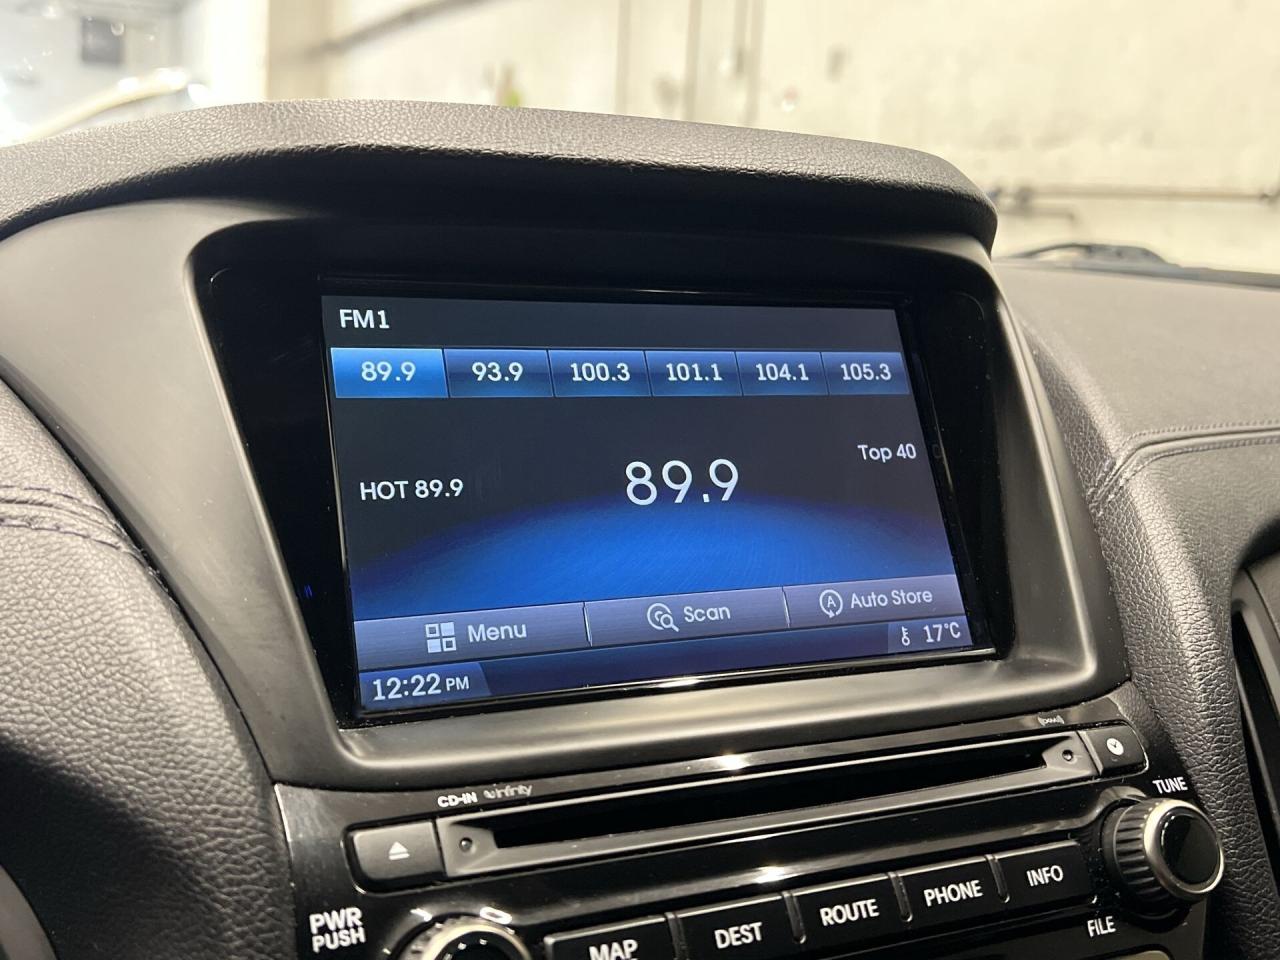 FM1
89.9 93.9 100.3 101.1 104.1 105.3
Top 40
HOT 89.9 89.9
Menu Scan A Auto Store
12:22 PM 17°C
CD-IN infinity
TUNE
PWR
PUSH
MAP DEST ROUTE PHONE INFO
FILE